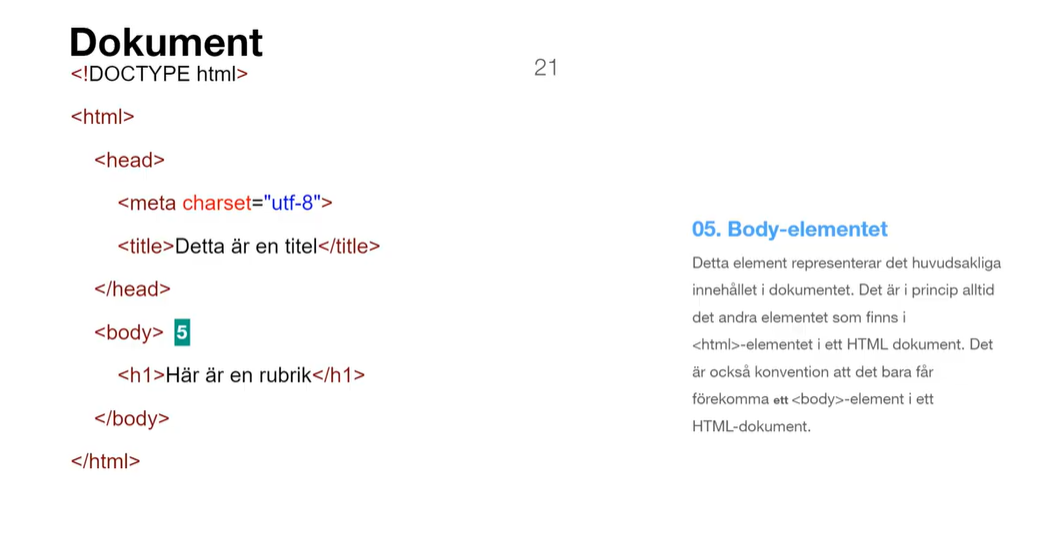 Dokument
21
<!DOCTYPE html>
<html>
<head>
<meta charset="utf-8">
<title>Detta är en titel</title>
</head>
<body> 5
<h1>Här är en rubrik</h1>
</body>
</html>
05. Body-elementet
Detta element representerar det huvudsakliga
innehållet i dokumentet. Det är i princip alltid
det andra elementet som finns i
<html>-elementet i ett HTML dokument. Det
är också konvention att det bara får
förekomma ett <body>-element i ett
HTML-dokument.